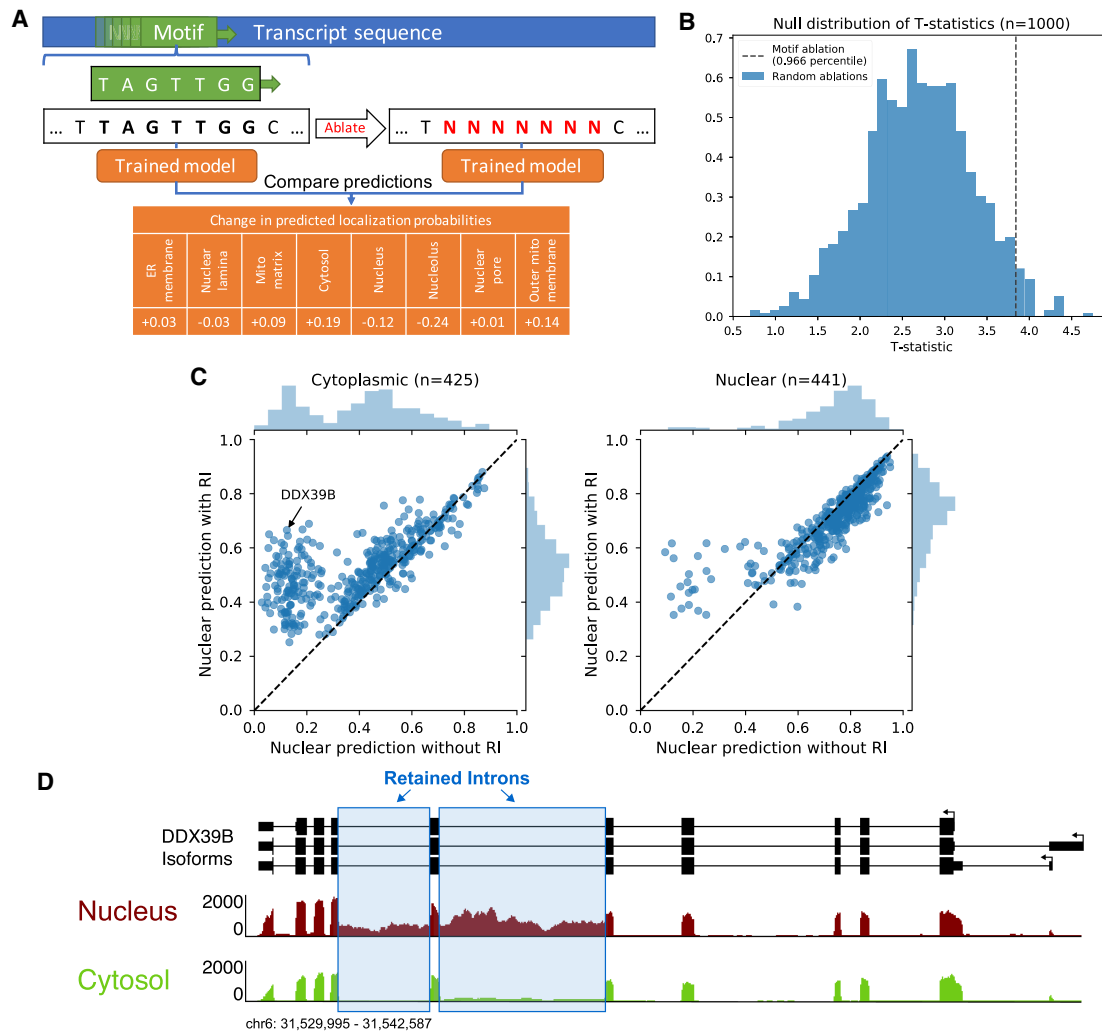 A
Motif
Transcript sequence
T A G T T G G
... T T A G T T G G C ...
Ablate
... T N N N N N N N C ...
Trained model
Trained model
Compare predictions
Change in predicted localization probabilities
ER membrane
Nuclear lamina
Mito matrix
Cytosol
Nucleus
Nucleolus
Nuclear pore
Outer mito membrane
+0.03 -0.03 +0.09 +0.19 -0.12 -0.24 +0.01 +0.14
B
Null distribution of T-statistics (n=1000)
Motif ablation
(0.966 percentile)
Random ablations
0.7
0.6
0.5
0.4
0.3
0.2
0.1
0.0
0.5 1.0 1.5 2.0 2.5 3.0 3.5 4.0 4.5
T-statistic
C
Cytoplasmic (n=425)
Nuclear prediction with RI
1.0
0.8
0.6
0.4
0.2
0.0
DDX39B
0.0 0.2 0.4 0.6 0.8 1.0
Nuclear prediction without RI
Nuclear (n=441)
Nuclear prediction with RI
1.0
0.8
0.6
0.4
0.2
0.0
0.0 0.2 0.4 0.6 0.8 1.0
Nuclear prediction without RI
D
Retained Introns
DDX39B
Isoforms
Nucleus
2000
0
Cytosol
2000
0
chr6: 31,529,995 - 31,542,587